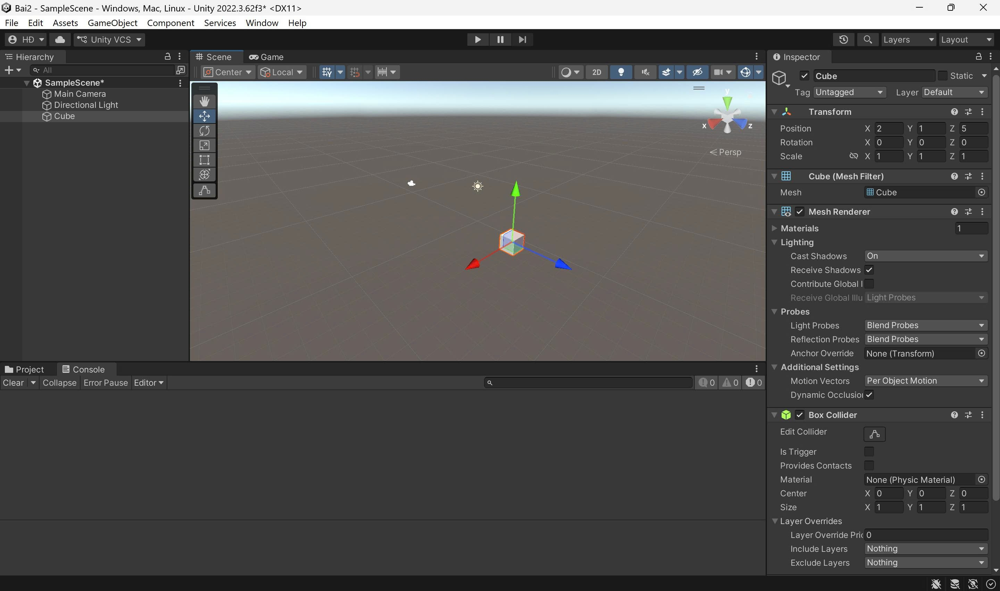 Bai2 - SampleScene - Windows, Mac, Linux - Unity 2022.3.62f3* <DX11>
File Edit Assets GameObject Component Services Window Help
HĐ Unity VCS Layers Layout
Hierarchy
All
SampleScene*
Main Camera
Directional Light
Cube
Scene Game
Center Local 2D
y
x z
Persp
Project Console
Clear Collapse Error Pause Editor 0 0 0
Inspector
Cube Static
Tag Untagged Layer Default
Transform
Position X 2 Y 1 Z 5
Rotation X 0 Y 0 Z 0
Scale X 1 Y 1 Z 1
Cube (Mesh Filter)
Mesh Cube
Mesh Renderer
Materials 1
Lighting
Cast Shadows On
Receive Shadows
Contribute Global I
Receive Global Illu Light Probes
Probes
Light Probes Blend Probes
Reflection Probes Blend Probes
Anchor Override None (Transform)
Additional Settings
Motion Vectors Per Object Motion
Dynamic Occlusio
Box Collider
Edit Collider
Is Trigger
Provides Contacts
Material None (Physic Material)
Center X 0 Y 0 Z 0
Size X 1 Y 1 Z 1
Layer Overrides
Layer Override Pri 0
Include Layers Nothing
Exclude Layers Nothing